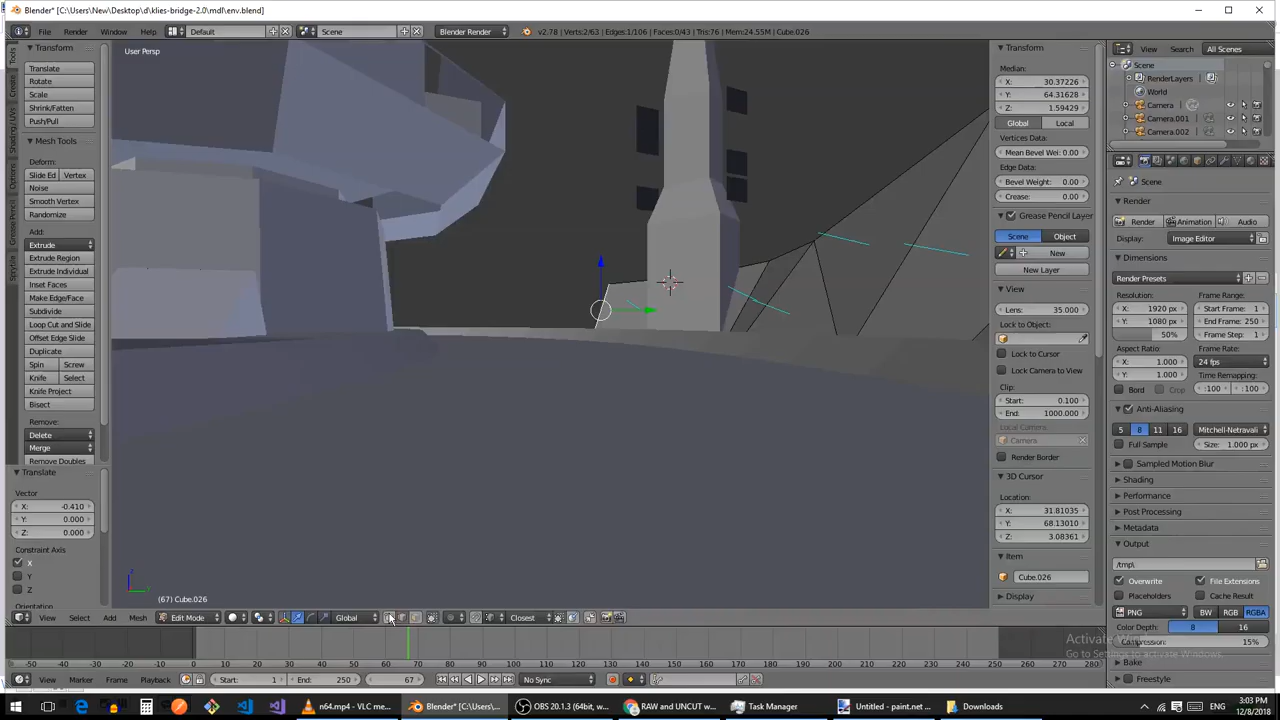 Blender* [C:\Users\New\Desktop\d\klies-bridge-2.0\mdl\env.blend]
File Render Window Help Default Scene Blender Render v2.78 | Verts:2/63 | Edges:1/106 | Faces:0/43 | Tris:76 | Mem:24.55M | Cube.026
Transform
Translate
Rotate
Scale
Shrink/Fatten
Push/Pull
Mesh Tools
Deform:
Slide Ed Vertex
Noise
Smooth Vertex
Randomize
Add:
Extrude
Extrude Region
Extrude Individual
Inset Faces
Make Edge/Face
Subdivide
Loop Cut and Slide
Offset Edge Slide
Duplicate
Spin Screw
Knife Select
Knife Project
Bisect
Remove:
Delete
Merge
Remove Doubles
Translate
Vector
X: -0.410
Y: 0.000
Z: 0.000
Constraint Axis
X
Y
Z
Orientation
Tools
Create
Shading / UVs
Options
Grease Pencil
User Persp
(67) Cube.026
Transform
Median:
X: 30.37226
Y: 64.31628
Z: 1.59429
Global Local
Vertices Data:
Mean Bevel Wei: 0.00
Edge Data:
Bevel Weight: 0.00
Crease: 0.00
Grease Pencil Layer
Scene Object
New
New Layer
View
Lens: 35.000
Lock to Object:
Lock to Cursor
Lock Camera to View
Clip:
Start: 0.100
End: 1000.000
Local Camera:
Camera
Render Border
3D Cursor
Location:
X: 31.81035
Y: 68.13010
Z: 3.08361
Item
Cube.026
Display
View Search All Scenes
Scene
RenderLayers
World
Camera
Camera.001
Camera.002
Scene
Render
Render Animation Audio
Display: Image Editor
Dimensions
Render Presets
Resolution: Frame Range:
X: 1920 px Start Frame: 1
Y: 1080 px End Frame: 250
50% Frame Step: 1
Aspect Ratio: Frame Rate:
X: 1.000 24 fps
Y: 1.000 Time Remapping:
Bord Crop :100 :100
Anti-Aliasing
5 8 11 16 Mitchell-Netravali
Full Sample Size: 1.000 px
Sampled Motion Blur
Shading
Performance
Post Processing
Metadata
Output
/tmp\
Overwrite File Extensions
Placeholders Cache Result
PNG BW RGB RGBA
Color Depth: 8 16
Compression: 15%
Bake
Freestyle
Go to Settings to activate Windows.
View Select Add Mesh Edit Mode Global Closest
-50 -40 -30 -20 -10 0 10 20 30 40 50 60 70 80 90 100 110 120 130 140 150 160 170 180 190 200 210 220 230 240 250 260 270 280
View Marker Frame Playback Start: 1 End: 250 67 No Sync
n64.mp4 - VLC me... Blender* [C:\Users\... OBS 20.1.3 (64bit, w... RAW and UNCUT w... Task Manager Untitled - paint.net ... Downloads ENG 3:03 PM
12/8/2018